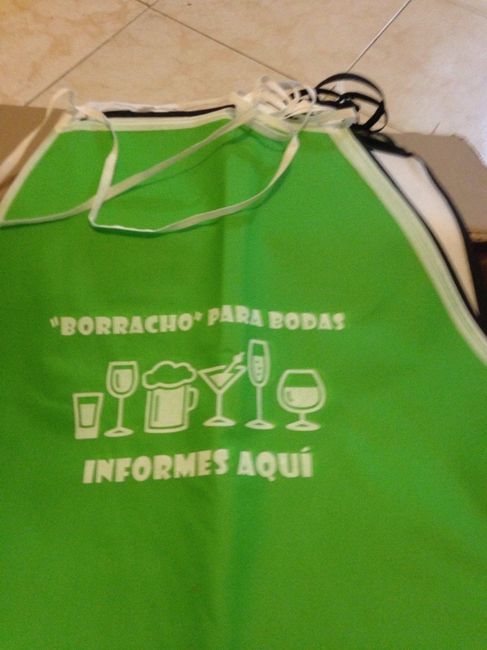 "BORRACHO" PARA BODAS
INFORMES AQUÍ